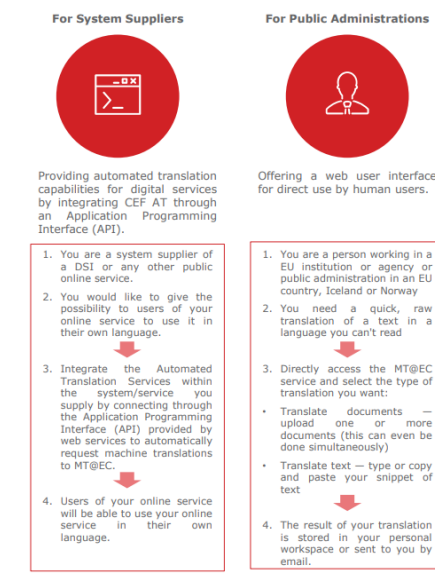 For System Suppliers
Providing automated translation
capabilities for digital services
by integrating CEF AT through
an Application Programming
Interface (API).
1. You are a system supplier of
a DSI or any other public
online service.
2. You would like to give the
possibility to users of your
online service to use it in
their own language.
3. Integrate the Automated
Translation Services within
the system/service you
supply by connecting through
the Application Programming
Interface (API) provided by
web services to automatically
request machine translations
to MT@EC.
4. Users of your online service
will be able to use your online
service in their own
language.
For Public Administrations
Offering a web user interface
for direct use by human users.
1. You are a person working in a
EU institution or agency or
public administration in an EU
country, Iceland or Norway
2. You need a quick, raw
translation of a text in a
language you can't read
3. Directly access the MT@EC
service and select the type of
translation you want:
• Translate documents —
upload one or more
documents (this can even be
done simultaneously)
• Translate text — type or copy
and paste your snippet of
text
4. The result of your translation
is stored in your personal
workspace or sent to you by
email.